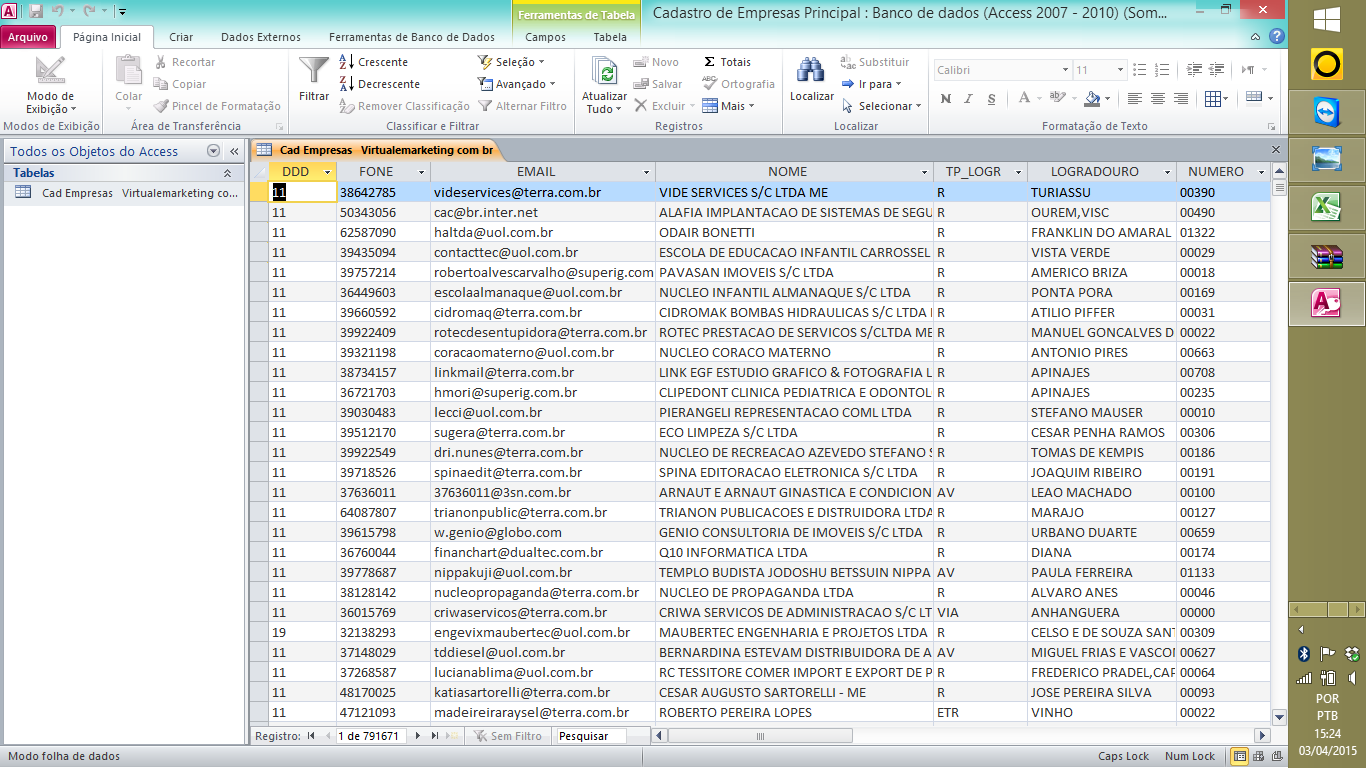 Ferramentas de Tabela
Cadastro de Empresas Principal : Banco de dados (Access 2007 - 2010) (Som...
Arquivo Página Inicial Criar Dados Externos Ferramentas de Banco de Dados Campos Tabela
Modo de Exibição
Modos de Exibição
Colar
Recortar
Copiar
Pincel de Formatação
Área de Transferência
Filtrar
Crescente
Decrescente
Remover Classificação
Seleção
Avançado
Alternar Filtro
Classificar e Filtrar
Atualizar Tudo
Novo
Salvar
Excluir
Totais
Ortografia
Mais
Registros
Localizar
Substituir
Ir para
Selecionar
Localizar
Calibri 11
N I S A ab
Formatação de Texto
Todos os Objetos do Access
Tabelas
Cad Empresas Virtualemarketing co...
Cad Empresas Virtualemarketing com br
DDD FONE EMAIL NOME TP_LOGR LOGRADOURO NUMERO
11 38642785 videservices@terra.com.br VIDE SERVICES S/C LTDA ME R TURIASSU 00390
11 50343056 cac@br.inter.net ALAFIA IMPLANTACAO DE SISTEMAS DE SEGU R OUREM,VISC 00490
11 62587090 haltda@uol.com.br ODAIR BONETTI R FRANKLIN DO AMARAL 01322
11 39435094 contacttec@uol.com.br ESCOLA DE EDUCACAO INFANTIL CARROSSEL R VISTA VERDE 00029
11 39757214 robertoalvescarvalho@superig.com PAVASAN IMOVEIS S/C LTDA R AMERICO BRIZA 00018
11 36449603 escolaalmanaque@uol.com.br NUCLEO INFANTIL ALMANAQUE S/C LTDA R PONTA PORA 00169
11 39660592 cidromaq@terra.com.br CIDROMAK BOMBAS HIDRAULICAS S/C LTDA R ATILIO PIFFER 00031
11 39922409 rotecdesentupidora@terra.com.br ROTEC PRESTACAO DE SERVICOS S/CLTDA ME R MANUEL GONCALVES D 00022
11 39321198 coracaomaterno@uol.com.br NUCLEO CORACO MATERNO R ANTONIO PIRES 00663
11 38734157 linkmail@terra.com.br LINK EGF ESTUDIO GRAFICO & FOTOGRAFIA L R APINAJES 00708
11 36721703 hmori@superig.com.br CLIPEDONT CLINICA PEDIATRICA E ODONTOL R APINAJES 00235
11 39030483 lecci@uol.com.br PIERANGELI REPRESENTACAO COML LTDA R STEFANO MAUSER 00010
11 39512170 sugera@terra.com.br ECO LIMPEZA S/C LTDA R CESAR PENHA RAMOS 00306
11 39922549 dri.nunes@terra.com.br NUCLEO DE RECREACAO AZEVEDO STEFANO S R TOMAS DE KEMPIS 00186
11 39718526 spinaedit@terra.com.br SPINA EDITORACAO ELETRONICA S/C LTDA R JOAQUIM RIBEIRO 00191
11 37636011 37636011@3sn.com.br ARNAUT E ARNAUT GINASTICA E CONDICION AV LEAO MACHADO 00100
11 64087807 trianonpublic@terra.com.br TRIANON PUBLICACOES E DISTRUIDORA LTDA R MARAJO 00127
11 39615798 w.genio@globo.com GENIO CONSULTORIA DE IMOVEIS S/C LTDA R URBANO DUARTE 00659
11 36760044 financhart@dualtec.com.br Q10 INFORMATICA LTDA R DIANA 00174
11 39778687 nippakuji@uol.com.br TEMPLO BUDISTA JODOSHU BETSSUIN NIPPA AV PAULA FERREIRA 01133
11 38128142 nucleopropaganda@terra.com.br NUCLEO DE PROPAGANDA LTDA R ALVARO ANES 00046
11 36015769 criwaservicos@terra.com.br CRIWA SERVICOS DE ADMINISTRACAO S/C LT VIA ANHANGUERA 00000
19 32138293 engevixmaubertec@uol.com.br MAUBERTEC ENGENHARIA E PROJETOS LTDA R CELSO E DE SOUZA SAN 00309
11 37148029 tddiesel@uol.com.br BERNARDINA ESTEVAM DISTRIBUIDORA DE A AV MIGUEL FRIAS E VASCO 00627
11 37268587 lucianablima@uol.com.br RC TESSITORE COMER IMPORT E EXPORT DE P R FREDERICO PRADEL,CAP 00064
11 48170025 katiasartorelli@terra.com.br CESAR AUGUSTO SARTORELLI - ME R JOSE PEREIRA SILVA 00093
11 47121093 madeireiraraysel@terra.com.br ROBERTO PEREIRA LOPES ETR VINHO 00022
Registro: 1 de 791671 Sem Filtro Pesquisar
Modo folha de dados Caps Lock Num Lock
POR
PTB
15:24
03/04/2015